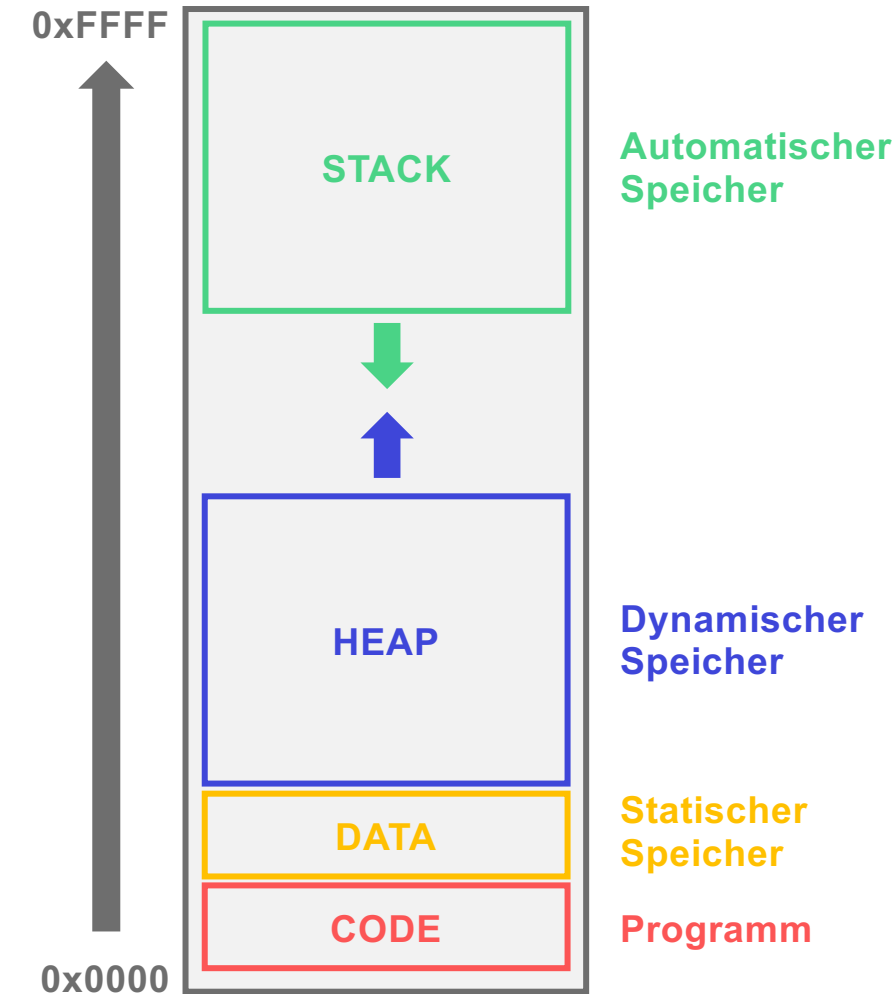 0xFFFF
STACK
Automatischer
Speicher
HEAP
Dynamischer
Speicher
DATA
Statischer
Speicher
CODE
Programm
0x0000